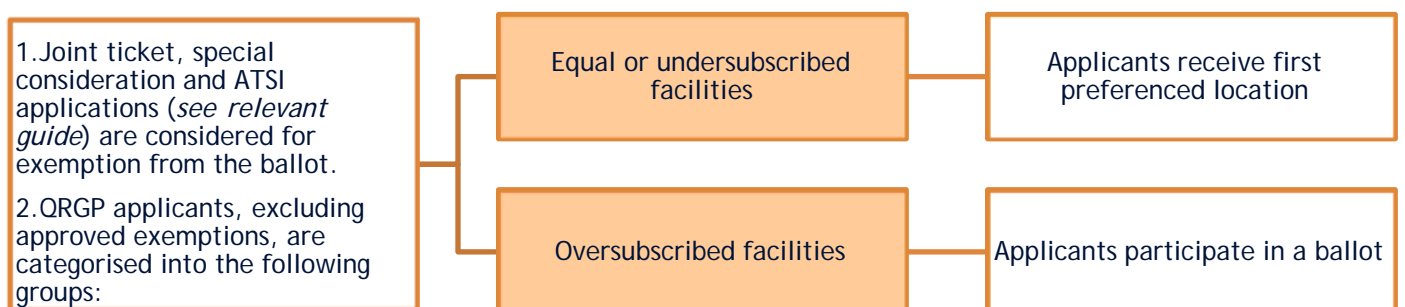 1.Joint ticket, special
consideration and ATSI
applications (see relevant
guide) are considered for
exemption from the ballot.
2.QRGP applicants, excluding
approved exemptions, are
categorised into the following
groups:
Equal or undersubscribed
facilities
Applicants receive first
preferenced location
Oversubscribed facilities
Applicants participate in a ballot